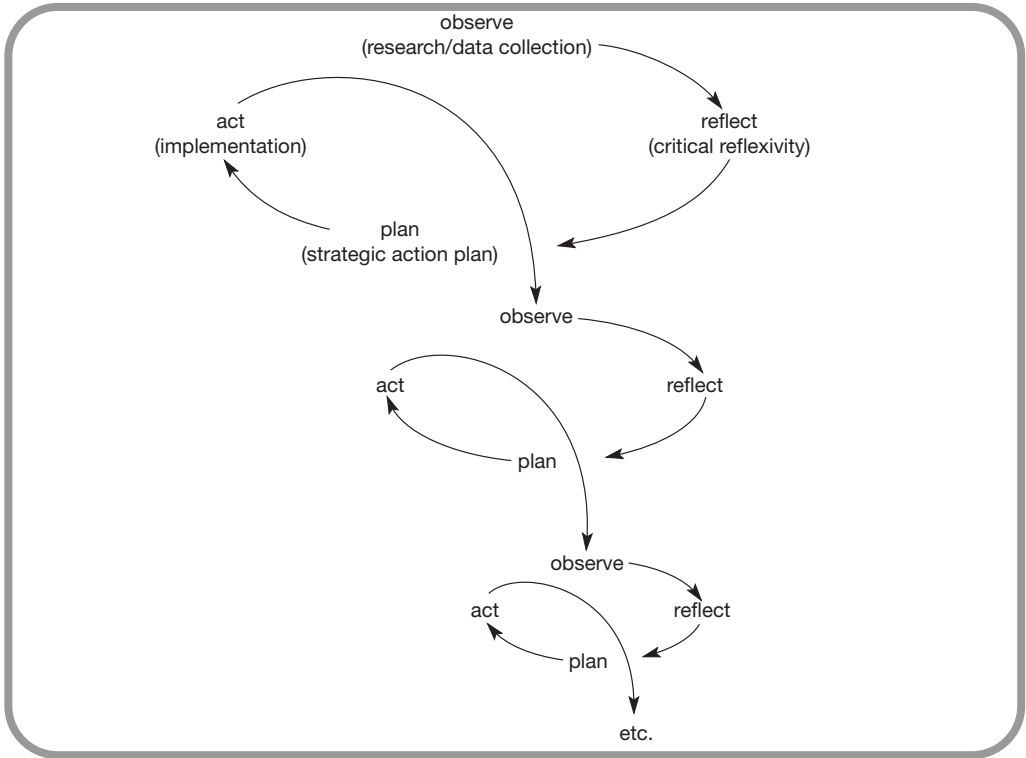 observe
(research/data collection)
reflect
(critical reflexivity)
act
(implementation)
plan
(strategic action plan)
observe
reflect
plan
act
observe
reflect
plan
act
etc.